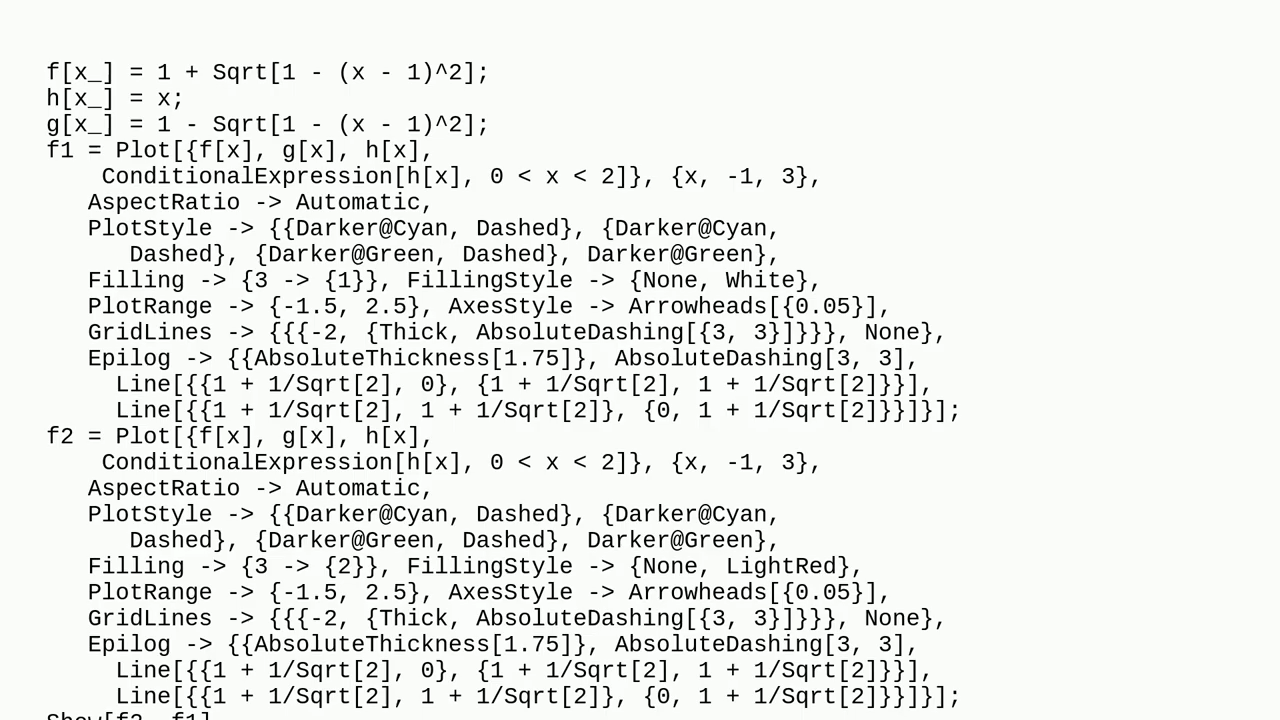 f[x_] = 1 + Sqrt[1 - (x - 1)^2];
h[x_] = x;
g[x_] = 1 - Sqrt[1 - (x - 1)^2];
f1 = Plot[{f[x], g[x], h[x],
    ConditionalExpression[h[x], 0 < x < 2]}, {x, -1, 3},
   AspectRatio -> Automatic,
   PlotStyle -> {{Darker@Cyan, Dashed}, {Darker@Cyan,
      Dashed}, {Darker@Green, Dashed}, Darker@Green},
   Filling -> {3 -> {1}}, FillingStyle -> {None, White},
   PlotRange -> {-1.5, 2.5}, AxesStyle -> Arrowheads[{0.05}],
   GridLines -> {{{-2, {Thick, AbsoluteDashing[{3, 3}]}}}, None},
   Epilog -> {{AbsoluteThickness[1.75]}, AbsoluteDashing[3, 3],
     Line[{{1 + 1/Sqrt[2], 0}, {1 + 1/Sqrt[2], 1 + 1/Sqrt[2]}}],
     Line[{{1 + 1/Sqrt[2], 1 + 1/Sqrt[2]}, {0, 1 + 1/Sqrt[2]}}]}];
f2 = Plot[{f[x], g[x], h[x],
    ConditionalExpression[h[x], 0 < x < 2]}, {x, -1, 3},
   AspectRatio -> Automatic,
   PlotStyle -> {{Darker@Cyan, Dashed}, {Darker@Cyan,
      Dashed}, {Darker@Green, Dashed}, Darker@Green},
   Filling -> {3 -> {2}}, FillingStyle -> {None, LightRed},
   PlotRange -> {-1.5, 2.5}, AxesStyle -> Arrowheads[{0.05}],
   GridLines -> {{{-2, {Thick, AbsoluteDashing[{3, 3}]}}}, None},
   Epilog -> {{AbsoluteThickness[1.75]}, AbsoluteDashing[3, 3],
     Line[{{1 + 1/Sqrt[2], 0}, {1 + 1/Sqrt[2], 1 + 1/Sqrt[2]}}],
     Line[{{1 + 1/Sqrt[2], 1 + 1/Sqrt[2]}, {0, 1 + 1/Sqrt[2]}}]}];